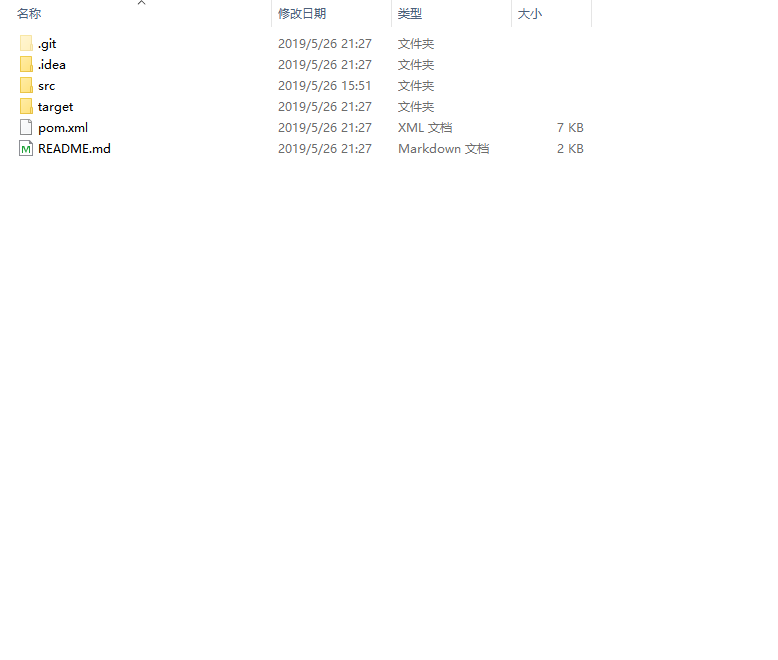 名称 修改日期 类型 大小
.git 2019/5/26 21:27 文件夹
.idea 2019/5/26 21:27 文件夹
src 2019/5/26 15:51 文件夹
target 2019/5/26 21:27 文件夹
pom.xml 2019/5/26 21:27 XML 文档 7 KB
README.md 2019/5/26 21:27 Markdown 文档 2 KB